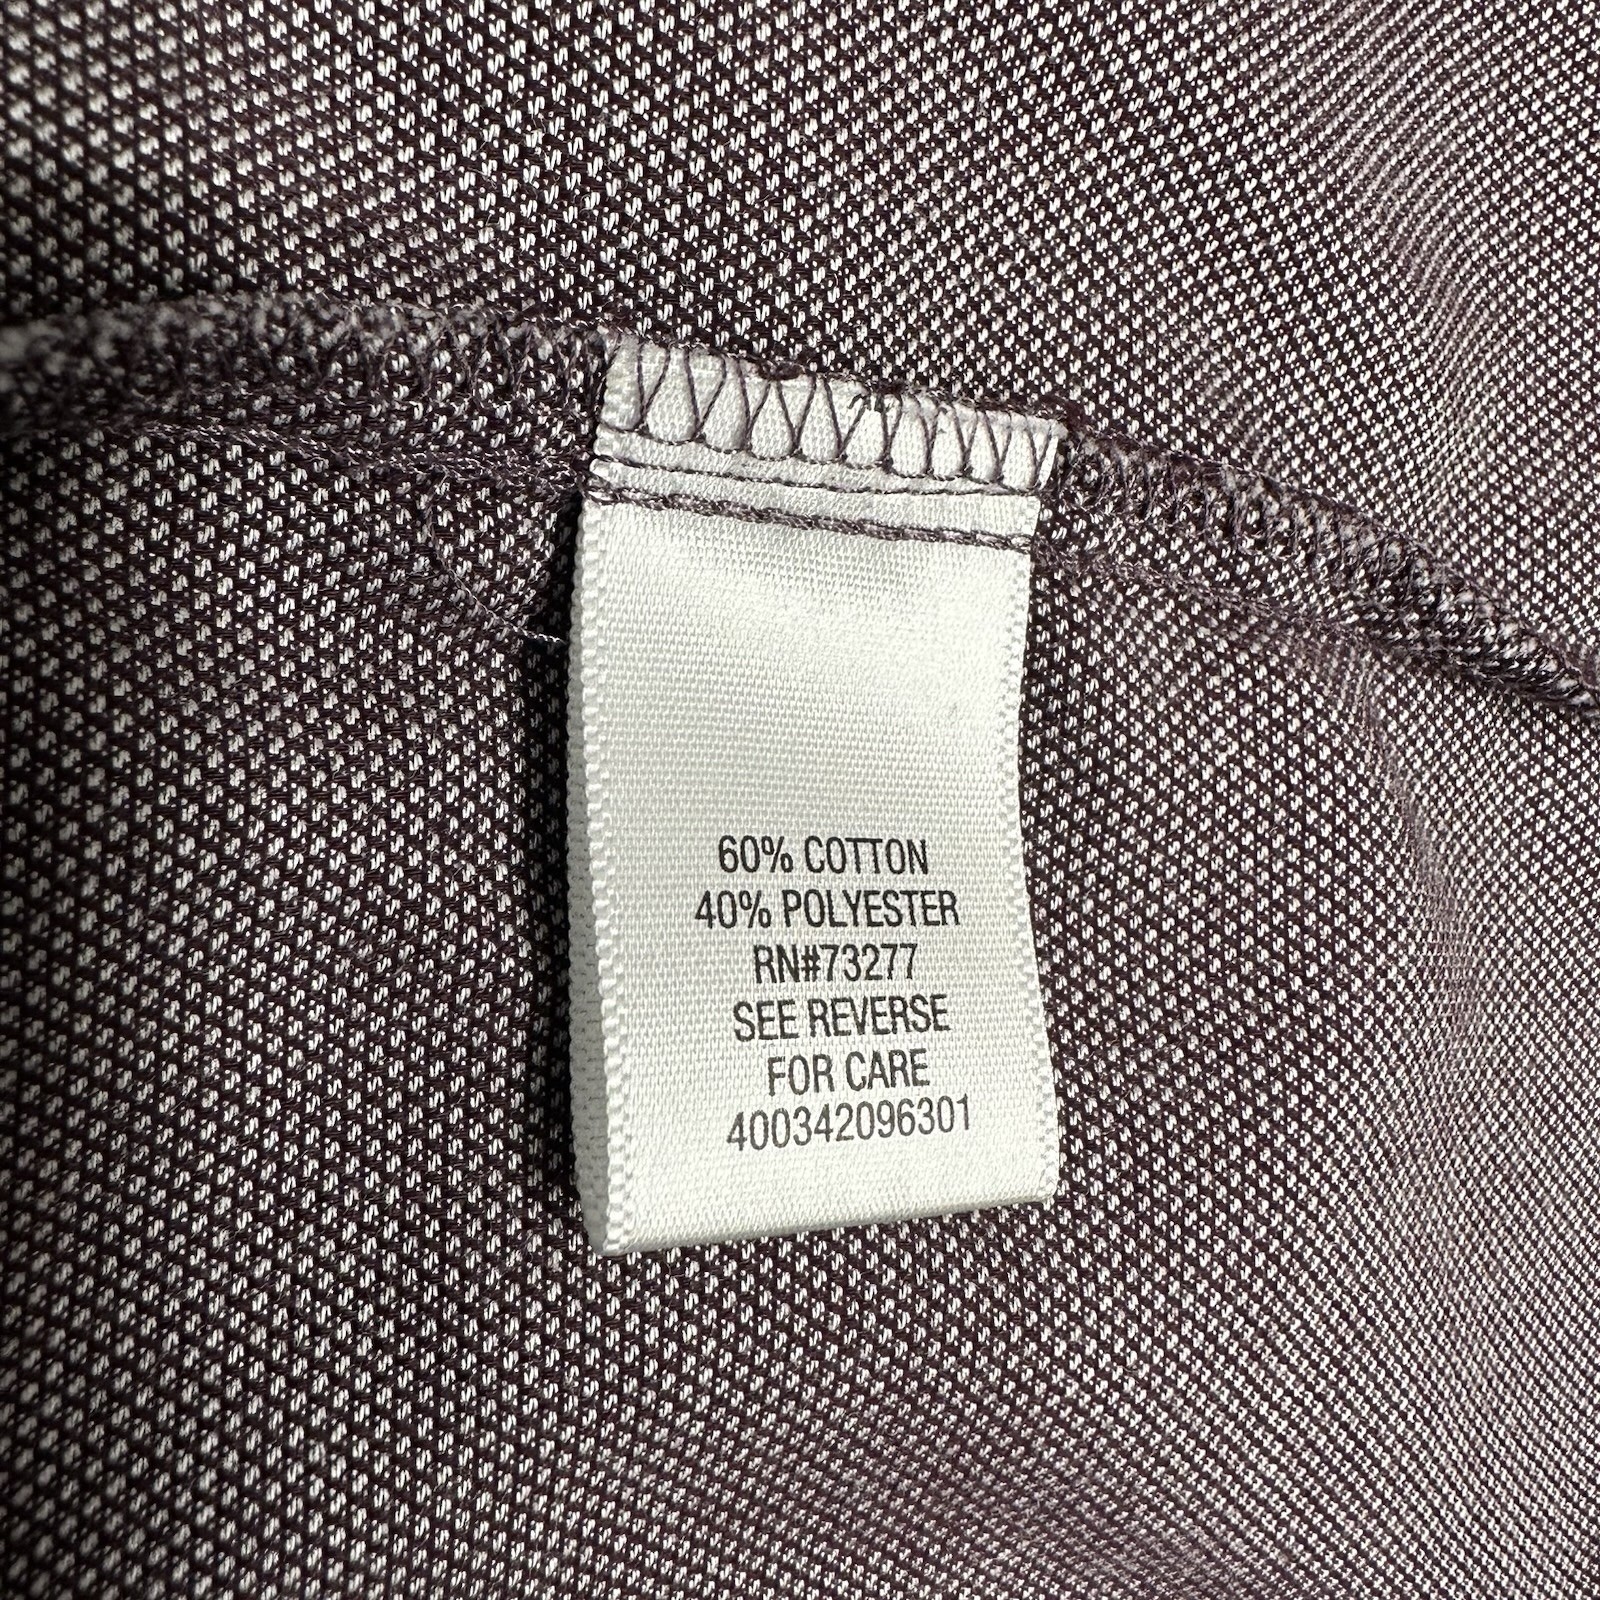 60% COTTON
40% POLYESTER
RN#73277
SEE REVERSE
FOR CARE
400342096301